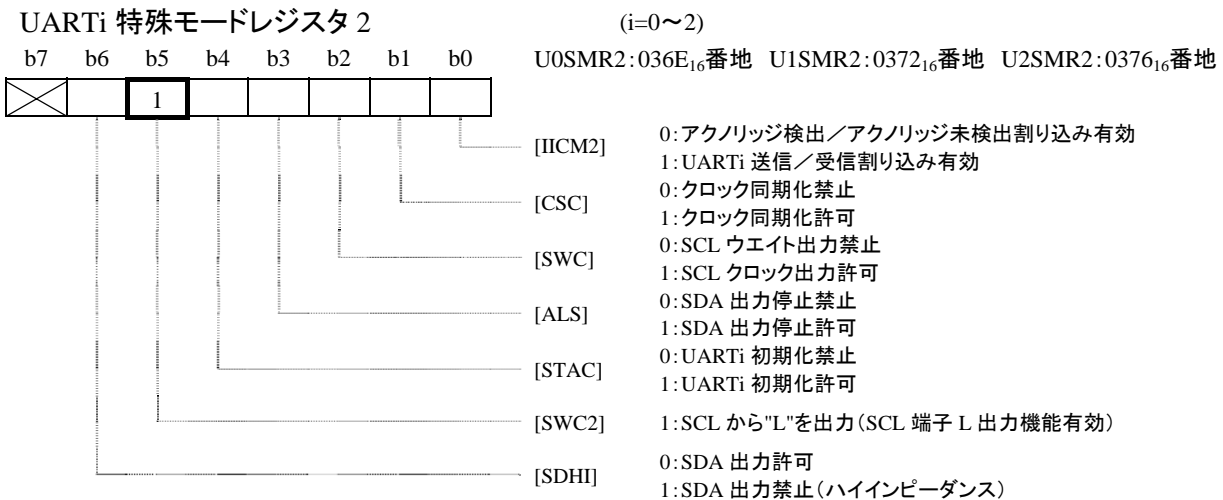 UARTi 特殊モードレジスタ 2 (i=0～2)
b7 b6 b5 b4 b3 b2 b1 b0 U0SMR2：036E₁₆番地 U1SMR2：0372₁₆番地 U2SMR2：0376₁₆番地
1
[IICM2] 0：アクノリッジ検出／アクノリッジ未検出割り込み有効
1：UARTi 送信／受信割り込み有効
[CSC] 0：クロック同期化禁止
1：クロック同期化許可
[SWC] 0：SCL ウエイト出力禁止
1：SCL クロック出力許可
[ALS] 0：SDA 出力停止禁止
1：SDA 出力停止許可
[STAC] 0：UARTi 初期化禁止
1：UARTi 初期化許可
[SWC2] 1：SCL から"L"を出力（SCL 端子 L 出力機能有効）
[SDHI] 0：SDA 出力許可
1：SDA 出力禁止（ハイインピーダンス）